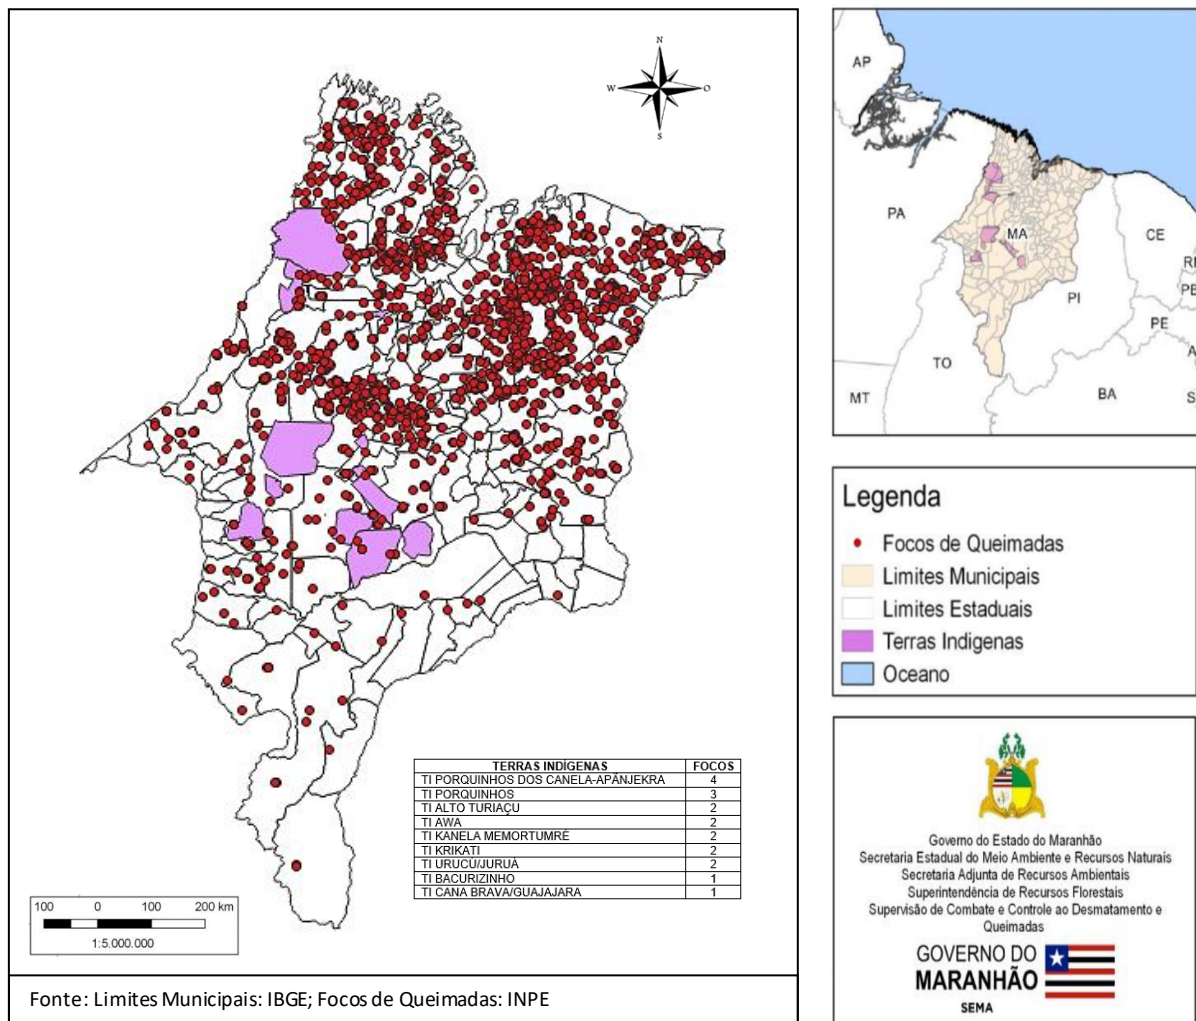 N
W
O
S
TERRAS INDÍGENAS FOCOS
TI PORQUINHOS DOS CANELA-APÃNJEKRA 4
TI PORQUINHOS 3
TI ALTO TURIAÇU 2
TI AWA 2
TI KANELA MEMORTUMRÉ 2
TI KRIKATI 2
TI URUCÚ/JURUÁ 2
TI BACURIZINHO 1
TI CANA BRAVA/GUAJAJARA 1
100 0 100 200 km
1:5.000.000
Fonte: Limites Municipais: IBGE; Focos de Queimadas: INPE
AP
PA
MA
CE
RN
PB
PI
PE
TO
A
MT
BA
S
Legenda
Focos de Queimadas
Limites Municipais
Limites Estaduais
Terras Indigenas
Oceano
Governo do Estado do Maranhão
Secretaria Estadual do Meio Ambiente e Recursos Naturais
Secretaria Adjunta de Recursos Ambientais
Superintendência de Recursos Florestais
Supervisão de Combate e Controle ao Desmatamento e
Queimadas
GOVERNO DO
MARANHÃO
SEMA